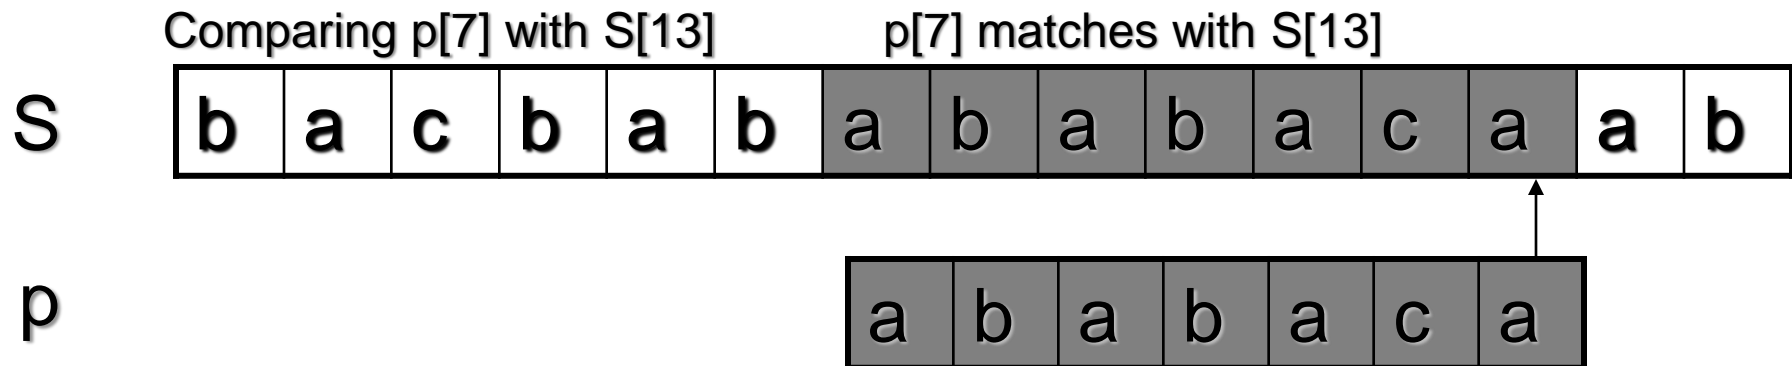 Comparing p[7] with S[13] p[7] matches with S[13]
S b a c b a b a b a b a c a a b
p a b a b a c a